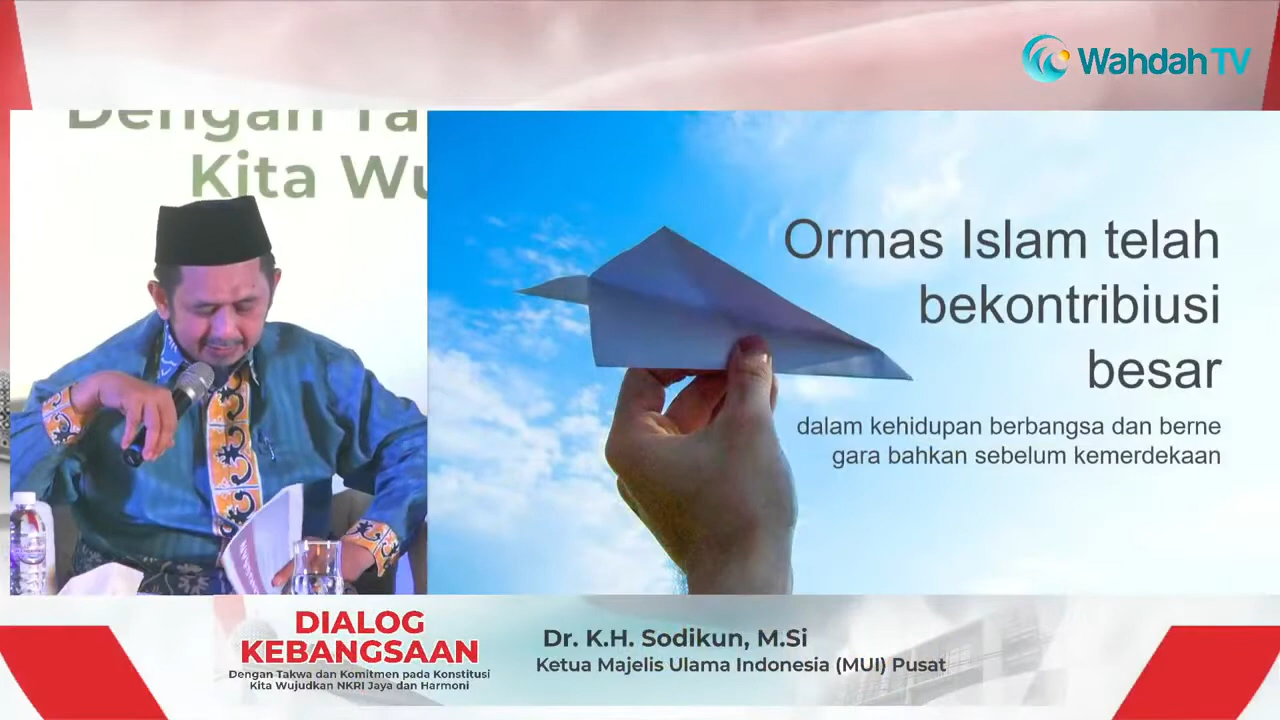 Wahdah TV
Dengan Ta
Kita Wu
Ormas Islam telah
bekontribiusi
besar
dalam kehidupan berbangsa dan berne
gara bahkan sebelum kemerdekaan
DIALOG
KEBANGSAAN
Dengan Takwa dan Komitmen pada Konstitusi
Kita Wujudkan NKRI Jaya dan Harmoni
Dr. K.H. Sodikun, M.Si
Ketua Majelis Ulama Indonesia (MUI) Pusat